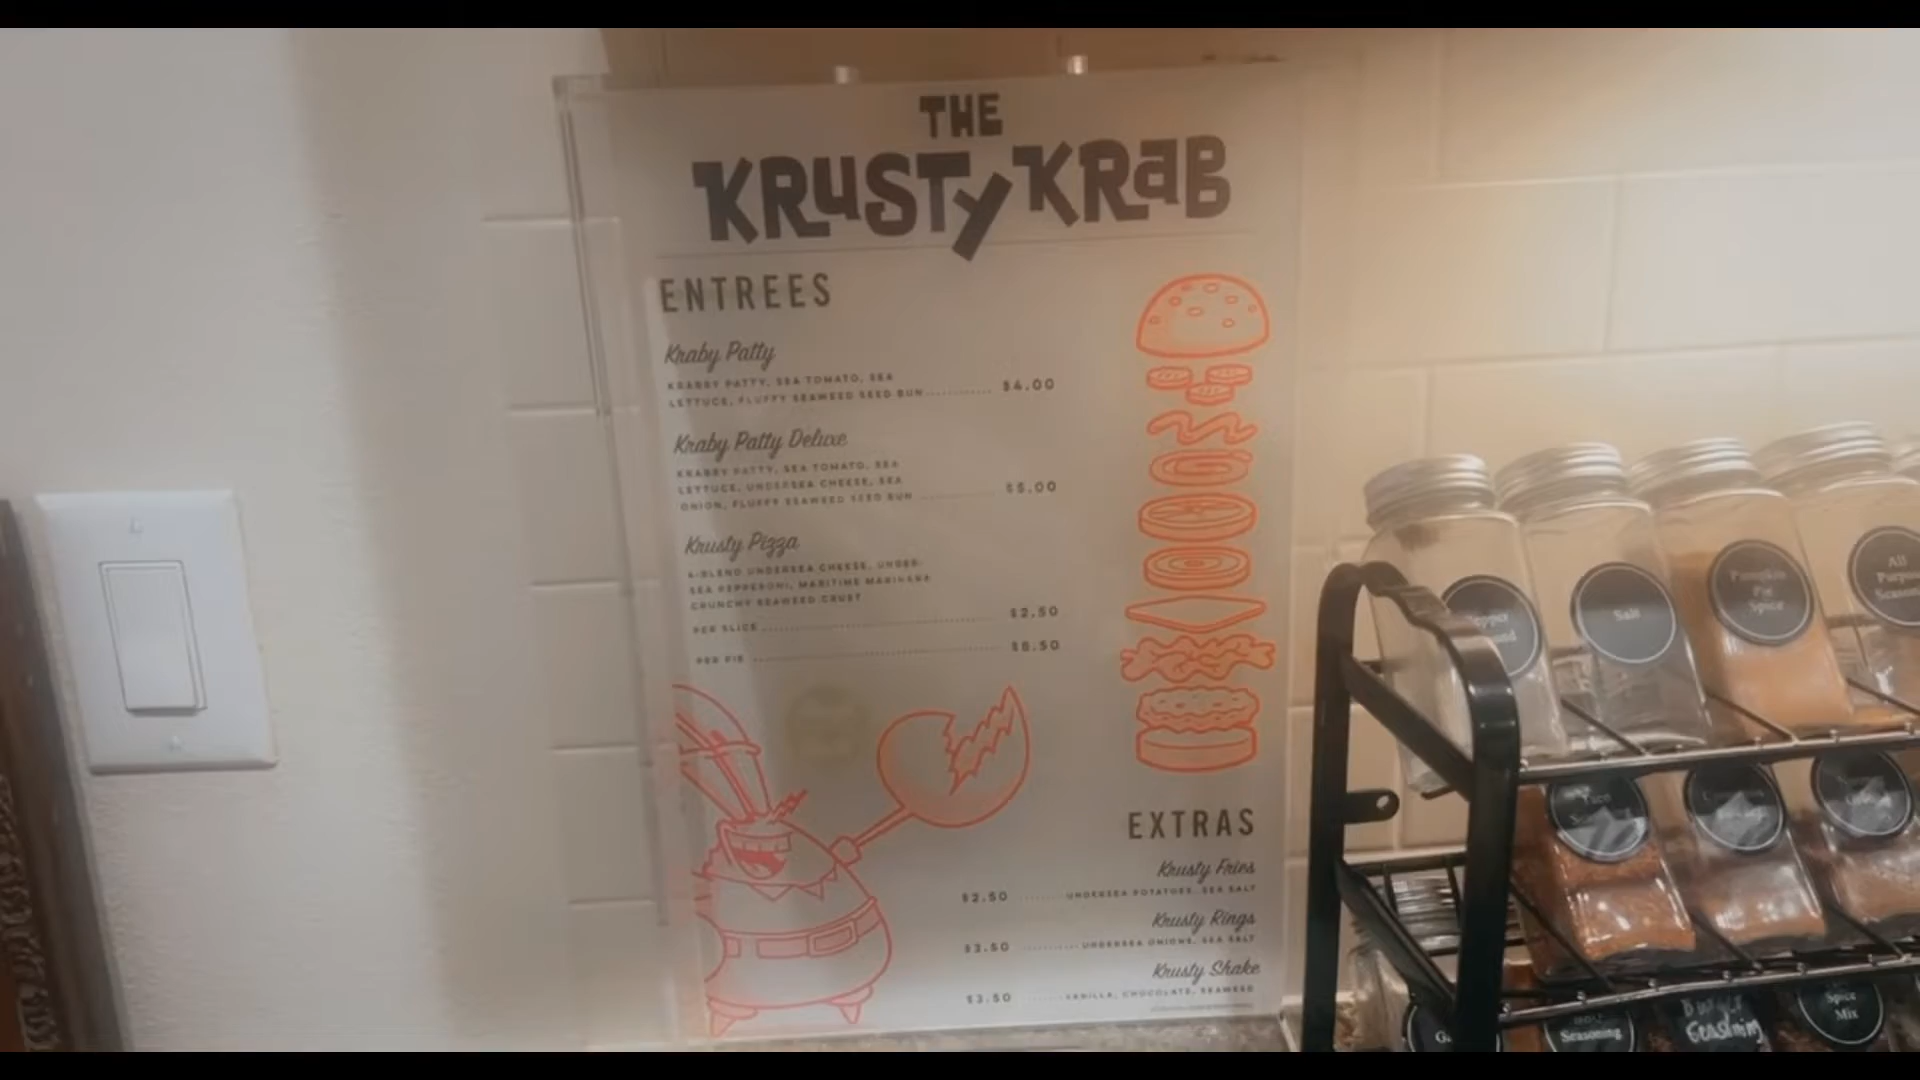 THE
KRUSTY KRAB
ENTREES
Kraby Patty
KRABBY PATTY, SEA TOMATO, SEA
LETTUCE, FLUFFY SEAWEED SEED BUN $4.00
Kraby Patty Deluxe
KRABBY PATTY, SEA TOMATO, SEA
LETTUCE, UNDERSEA CHEESE, SEA
ONION, FLUFFY SEAWEED SEED BUN $5.00
Krusty Pizza
4-BLEND UNDERSEA CHEESE, UNDER-
SEA PEPPERONI, MARITIME MARINARA
CRUNCHY SEAWEED CRUST
PER SLICE $2.50
PER PIE $8.50
EXTRAS
Krusty Fries
$2.50 UNDERSEA POTATOES, SEA SALT
Krusty Rings
$3.50 UNDERSEA ONIONS, SEA SALT
Krusty Shake
$3.50 VANILLA, CHOCOLATE, SEAWEED
Salt
Pumpkin
Pie
Spice
All
Taco
Seasoning
Spice
Mix